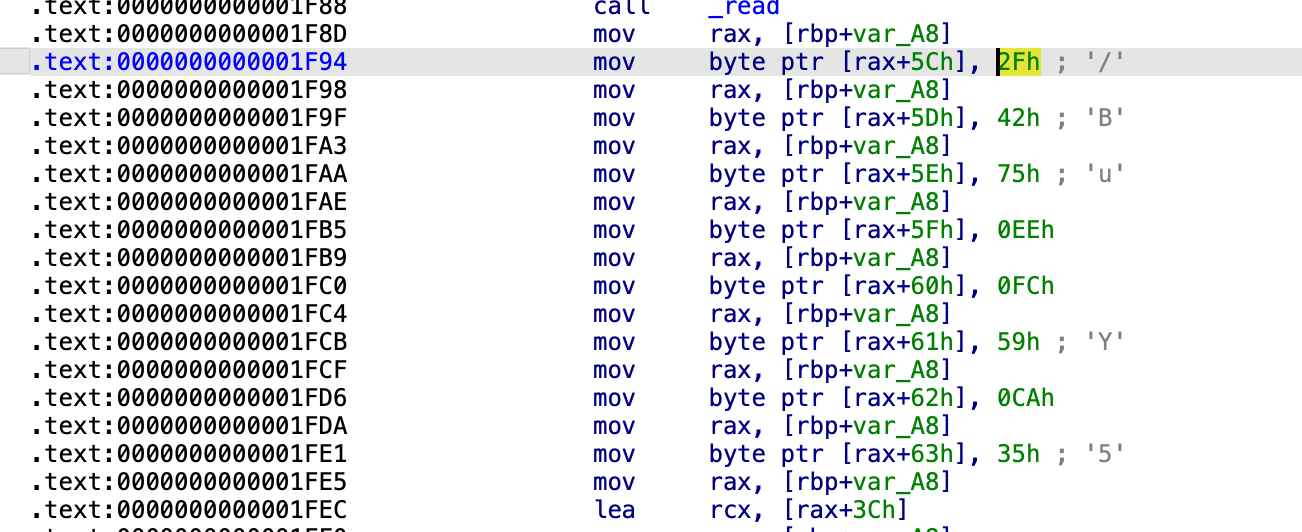 .text:0000000000001F88 call _read
.text:0000000000001F8D mov rax, [rbp+var_A8]
.text:0000000000001F94 mov byte ptr [rax+5Ch], 2Fh ; '/'
.text:0000000000001F98 mov rax, [rbp+var_A8]
.text:0000000000001F9F mov byte ptr [rax+5Dh], 42h ; 'B'
.text:0000000000001FA3 mov rax, [rbp+var_A8]
.text:0000000000001FAA mov byte ptr [rax+5Eh], 75h ; 'u'
.text:0000000000001FAE mov rax, [rbp+var_A8]
.text:0000000000001FB5 mov byte ptr [rax+5Fh], 0EEh
.text:0000000000001FB9 mov rax, [rbp+var_A8]
.text:0000000000001FC0 mov byte ptr [rax+60h], 0FCh
.text:0000000000001FC4 mov rax, [rbp+var_A8]
.text:0000000000001FCB mov byte ptr [rax+61h], 59h ; 'Y'
.text:0000000000001FCF mov rax, [rbp+var_A8]
.text:0000000000001FD6 mov byte ptr [rax+62h], 0CAh
.text:0000000000001FDA mov rax, [rbp+var_A8]
.text:0000000000001FE1 mov byte ptr [rax+63h], 35h ; '5'
.text:0000000000001FE5 mov rax, [rbp+var_A8]
.text:0000000000001FEC lea rcx, [rax+3Ch]